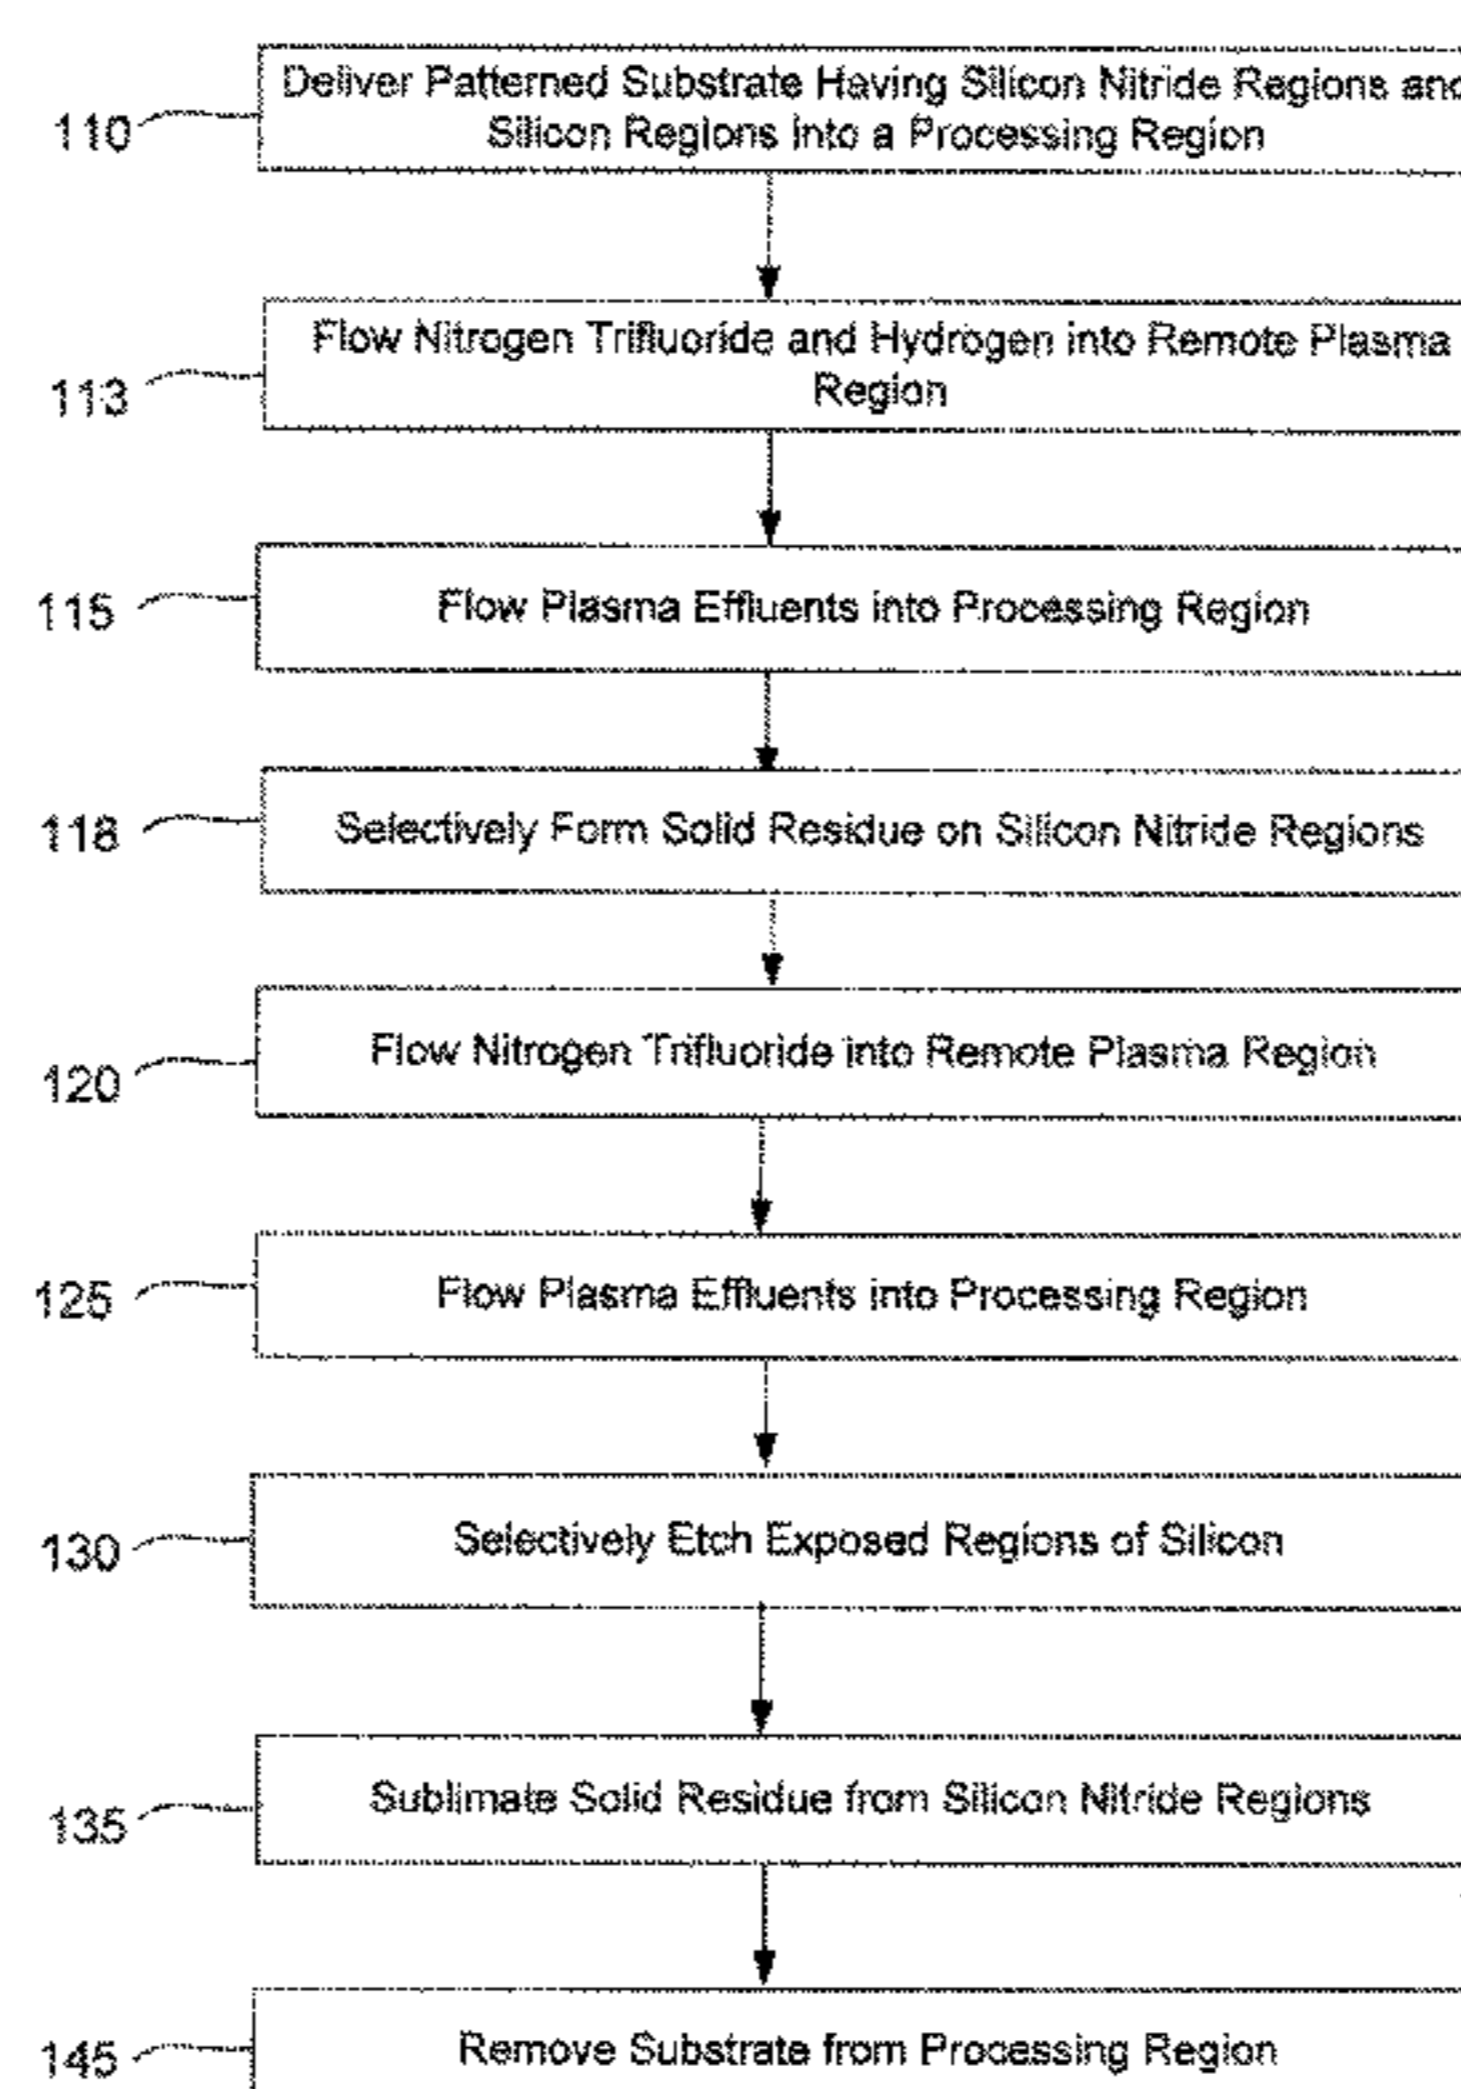 110
Deliver Patterned Substrate Having Silicon Nitride Regions and
Silicon Regions into a Processing Region
113
Flow Nitrogen Trifluoride and Hydrogen into Remote Plasma
Region
115
Flow Plasma Effluents into Processing Region
118
Selectively Form Solid Residue on Silicon Nitride Regions
120
Flow Nitrogen Trifluoride into Remote Plasma Region
125
Flow Plasma Effluents into Processing Region
130
Selectively Etch Exposed Regions of Silicon
135
Sublimate Solid Residue from Silicon Nitride Regions
145
Remove Substrate from Processing Region